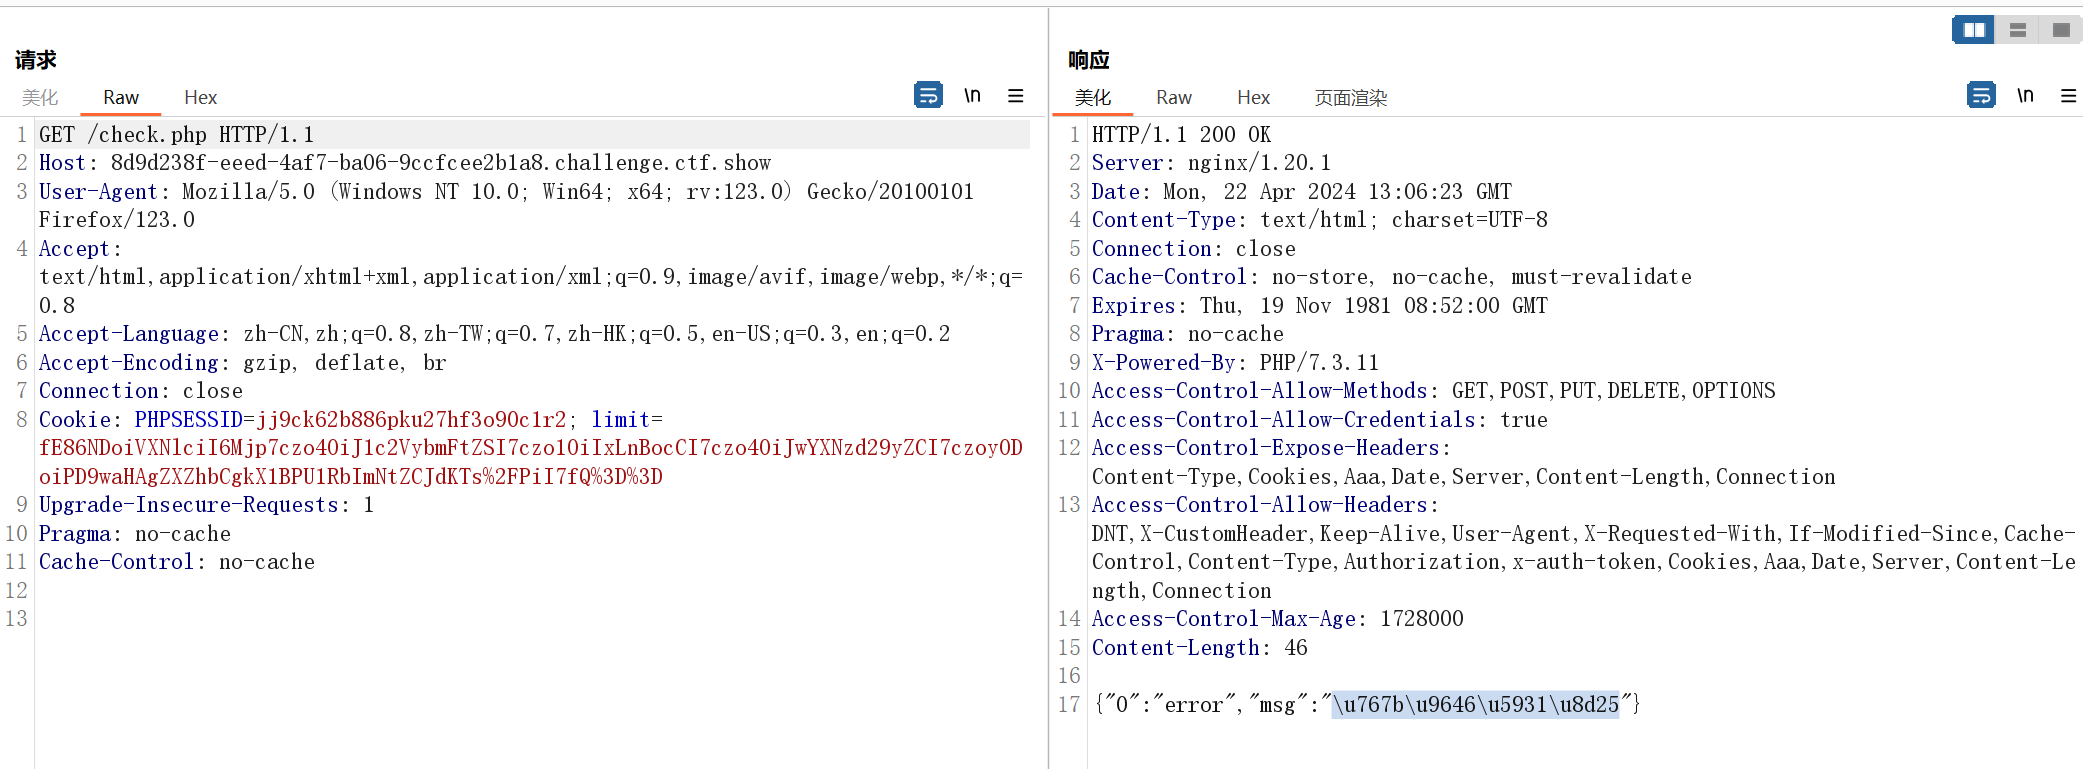 请求
美化 Raw Hex \n
1 GET /check.php HTTP/1.1
2 Host: 8d9d238f-eeed-4af7-ba06-9ccfcee2b1a8.challenge.ctf.show
3 User-Agent: Mozilla/5.0 (Windows NT 10.0; Win64; x64; rv:123.0) Gecko/20100101
Firefox/123.0
4 Accept:
text/html,application/xhtml+xml,application/xml;q=0.9,image/avif,image/webp,*/*;q=
0.8
5 Accept-Language: zh-CN,zh;q=0.8,zh-TW;q=0.7,zh-HK;q=0.5,en-US;q=0.3,en;q=0.2
6 Accept-Encoding: gzip, deflate, br
7 Connection: close
8 Cookie: PHPSESSID=jj9ck62b886pku27hf3o90c1r2; limit=
fE86NDoiVXNlciI6Mjp7czo4OiJ1c2VybmFtZSI7czo1OiIxLnBocCI7czo4OiJwYXNzd29yZCI7czoyODoiPD9waHAgZXZhbCgkX1BPU1RbImNtZCJdKTs%2FPiI7fQ%3D%3D
9 Upgrade-Insecure-Requests: 1
10 Pragma: no-cache
11 Cache-Control: no-cache
12
13
响应
美化 Raw Hex 页面渲染 \n
1 HTTP/1.1 200 OK
2 Server: nginx/1.20.1
3 Date: Mon, 22 Apr 2024 13:06:23 GMT
4 Content-Type: text/html; charset=UTF-8
5 Connection: close
6 Cache-Control: no-store, no-cache, must-revalidate
7 Expires: Thu, 19 Nov 1981 08:52:00 GMT
8 Pragma: no-cache
9 X-Powered-By: PHP/7.3.11
10 Access-Control-Allow-Methods: GET,POST,PUT,DELETE,OPTIONS
11 Access-Control-Allow-Credentials: true
12 Access-Control-Expose-Headers:
Content-Type,Cookies,Aaa,Date,Server,Content-Length,Connection
13 Access-Control-Allow-Headers:
DNT,X-CustomHeader,Keep-Alive,User-Agent,X-Requested-With,If-Modified-Since,Cache-
Control,Content-Type,Authorization,x-auth-token,Cookies,Aaa,Date,Server,Content-Le
ngth,Connection
14 Access-Control-Max-Age: 1728000
15 Content-Length: 46
16
17 {"0":"error","msg":"\u767b\u9646\u5931\u8d25"}